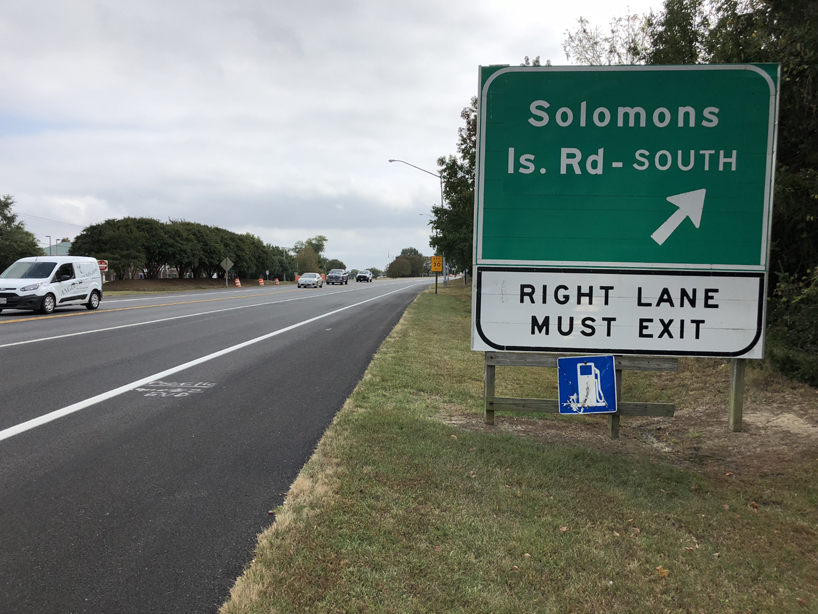 Solomons
Is. Rd - SOUTH
RIGHT LANE
MUST EXIT